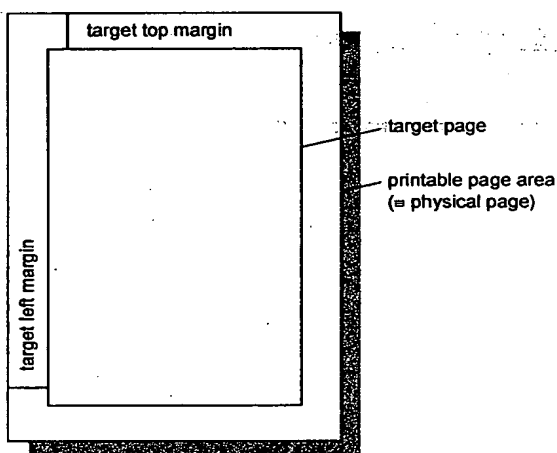 target top margin
target page
printable page area
(= physical page)
target left margin